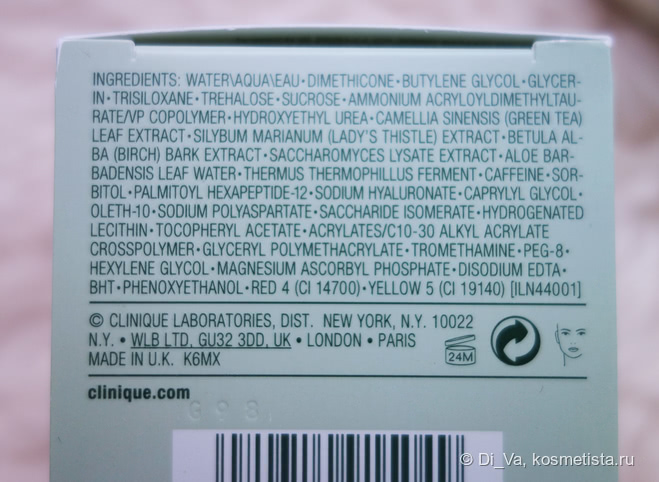 INGREDIENTS: WATER\AQUA\EAU • DIMETHICONE • BUTYLENE GLYCOL • GLYCER-
IN • TRISILOXANE • TREHALOSE • SUCROSE • AMMONIUM ACRYLOYLDIMETHYLTAU-
RATE/VP COPOLYMER • HYDROXYETHYL UREA • CAMELLIA SINENSIS (GREEN TEA)
LEAF EXTRACT • SILYBUM MARIANUM (LADY'S THISTLE) EXTRACT • BETULA AL-
BA (BIRCH) BARK EXTRACT • SACCHAROMYCES LYSATE EXTRACT • ALOE BAR-
BADENSIS LEAF WATER • THERMUS THERMOPHILLUS FERMENT • CAFFEINE • SOR-
BITOL • PALMITOYL HEXAPEPTIDE-12 • SODIUM HYALURONATE • CAPRYLYL GLYCOL •
OLETH-10 • SODIUM POLYASPARTATE • SACCHARIDE ISOMERATE • HYDROGENATED
LECITHIN • TOCOPHERYL ACETATE • ACRYLATES/C10-30 ALKYL ACRYLATE
CROSSPOLYMER • GLYCERYL POLYMETHACRYLATE • TROMETHAMINE • PEG-8 •
HEXYLENE GLYCOL • MAGNESIUM ASCORBYL PHOSPHATE • DISODIUM EDTA •
BHT • PHENOXYETHANOL • RED 4 (CI 14700) • YELLOW 5 (CI 19140) [ILN44001]
© CLINIQUE LABORATORIES, DIST. NEW YORK, N.Y. 10022
N.Y. • WLB LTD, GU32 3DD, UK • LONDON • PARIS
MADE IN U.K. K6MX
24M
clinique.com
© Di_Va, kosmetista.ru